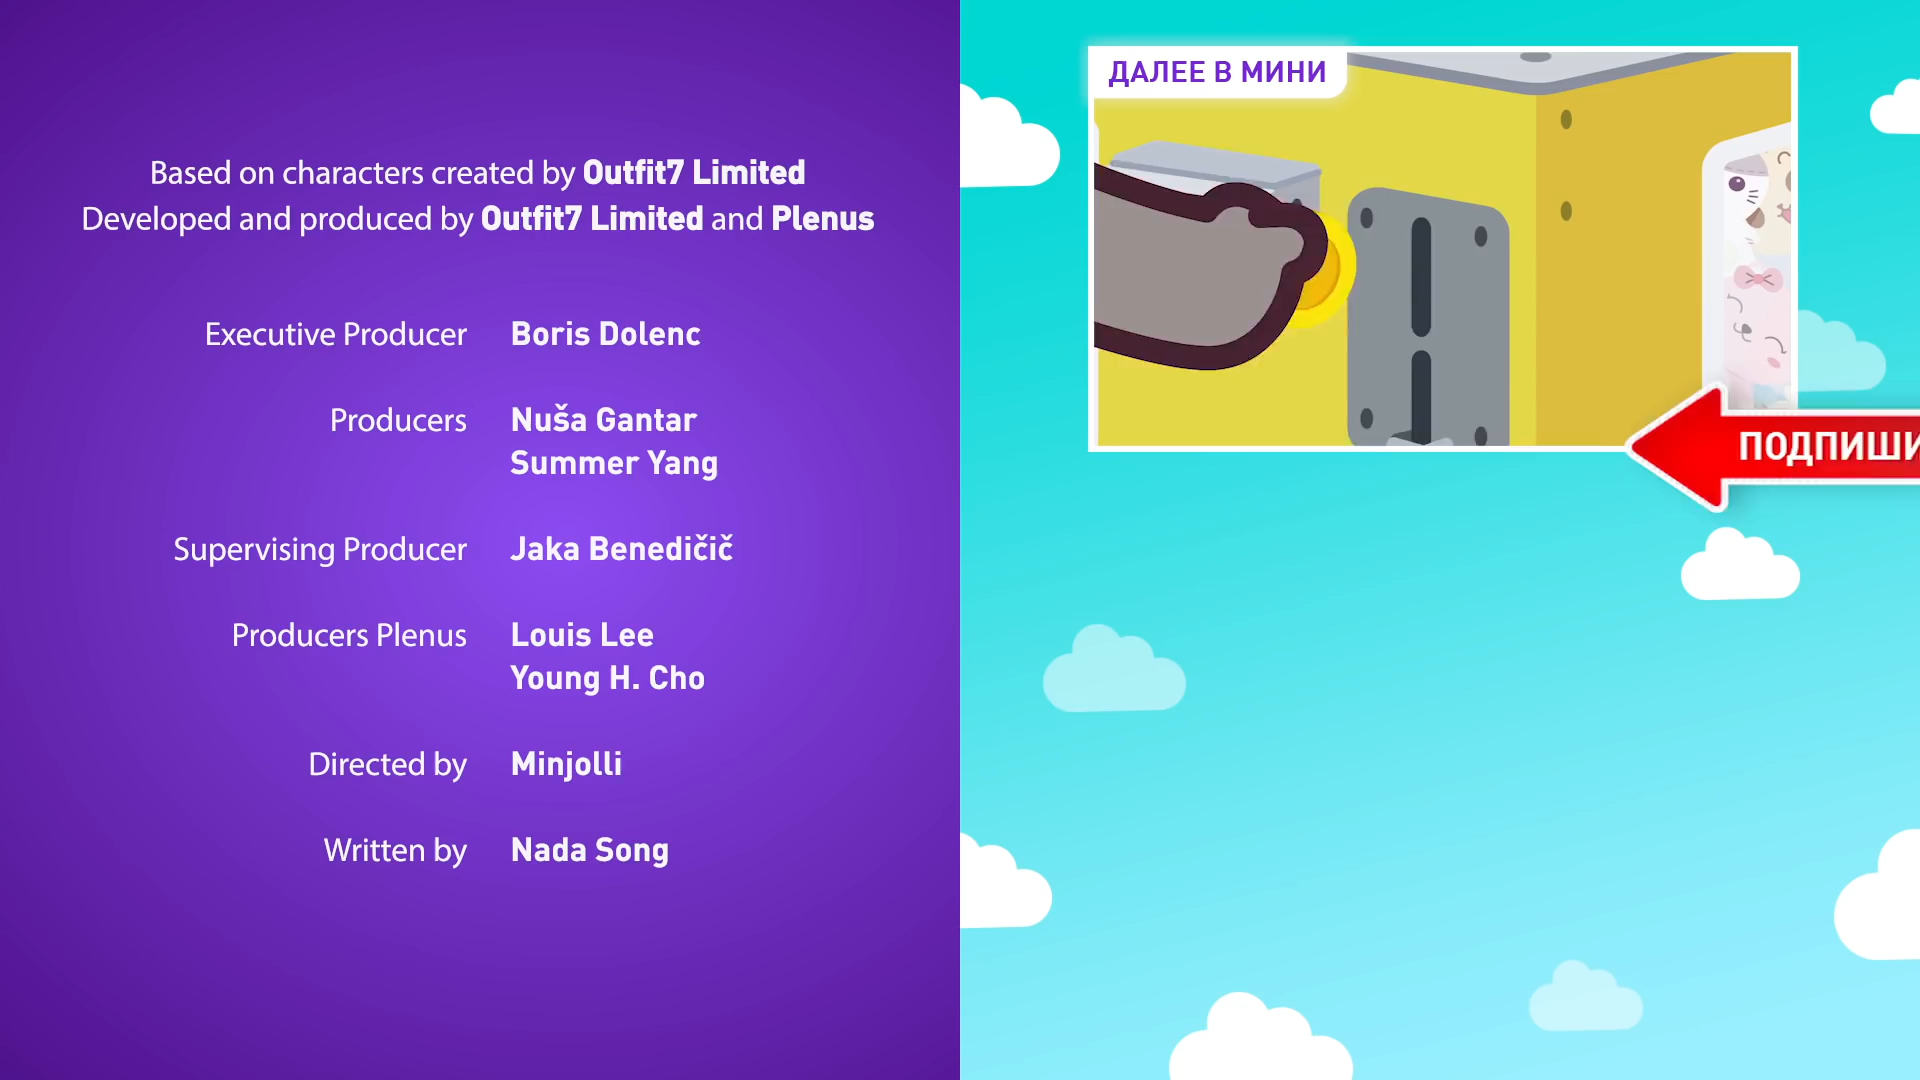 Based on characters created by Outfit7 Limited
Developed and produced by Outfit7 Limited and Plenus
Executive Producer Boris Dolenc
Producers Nuša Gantar
Summer Yang
Supervising Producer Jaka Benedičič
Producers Plenus Louis Lee
Young H. Cho
Directed by Minjolli
Written by Nada Song
ДАЛЕЕ В МИНИ
ПОДПИШИ